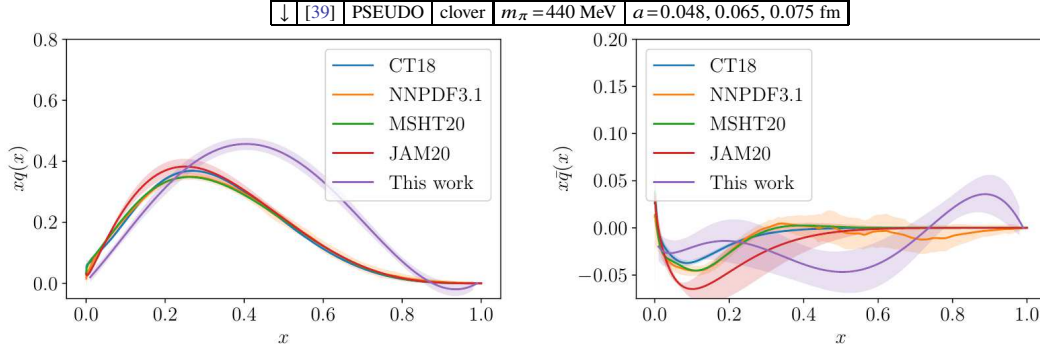 ↓ [39] PSEUDO clover mπ=440 MeV a=0.048, 0.065, 0.075 fm
0.8
0.6
0.4
0.2
0.0
xq(x)
CT18
NNPDF3.1
MSHT20
JAM20
This work
0.0 0.2 0.4 0.6 0.8 1.0
x
0.20
0.15
0.10
0.05
0.00
−0.05
xq̄(x)
CT18
NNPDF3.1
MSHT20
JAM20
This work
0.0 0.2 0.4 0.6 0.8 1.0
x